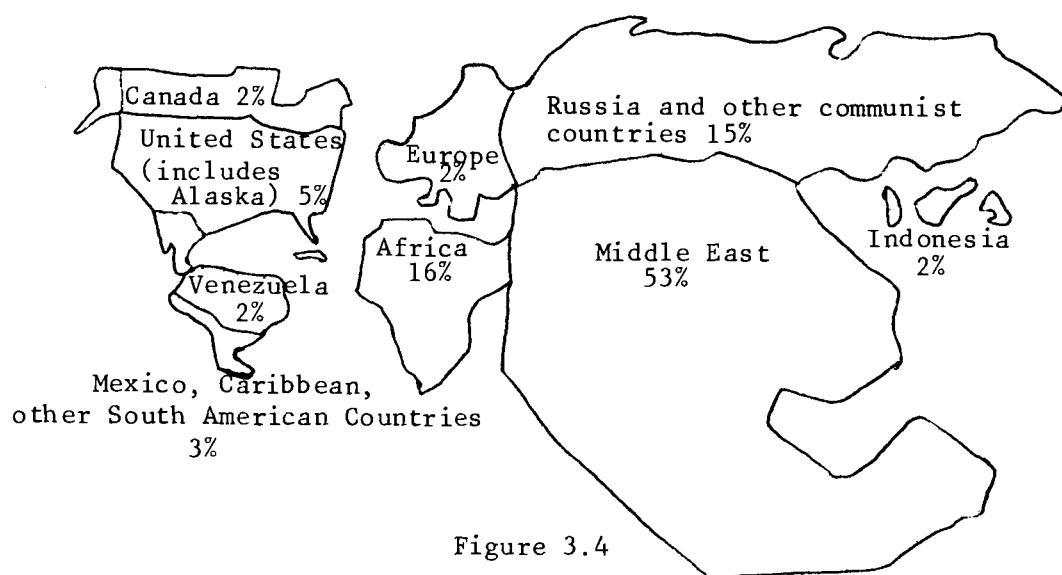 Canada 2%
United States
(includes
Alaska) 5%
Venezuela
2%
Mexico, Caribbean,
other South American Countries
3%
Europe
2%
Africa
16%
Russia and other communist
countries 15%
Middle East
53%
Indonesia
2%
Figure 3.4